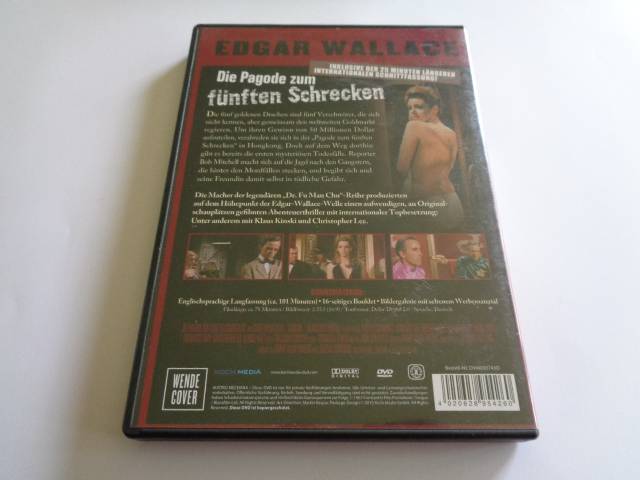 EDGAR WALLACE
INKLUSIVE DER 25 MINUTEN LÄNGEREN
INTERNATIONALEN SCHNITTFASSUNG!
Die Pagode zum
fünften Schrecken
Die fünf goldenen Drachen sind fünf Verschwörer, die sich
nicht kennen, aber gemeinsam den weltweiten Goldmarkt
regieren. Um ihren Gewinn von 50 Millionen Dollar
aufzuteilen, verabreden sie sich in der „Pagode zum fünften
Schrecken“ in Hongkong. Doch auf dem Weg dorthin
gibt es bereits die ersten mysteriösen Todesfälle. Reporter
Bob Mitchell macht sich auf die Jagd nach den Gangstern,
die hinter den Mordfällen stecken, und begibt sich und
seine Freundin damit selbst in tödliche Gefahr.
Die Macher der legendären „Dr. Fu Man Chu“-Reihe produzierten
auf dem Höhepunkt der Edgar-Wallace-Welle einen aufwendigen, an Original-
schauplätzen gefilmten Abenteuerthriller mit internationaler Topbesetzung:
Unter anderem mit Klaus Kinski und Christopher Lee.
Englischsprachige Langfassung (ca. 101 Minuten) • 16-seitiges Booklet • Bildergalerie mit seltenem Werbematerial
KOCH MEDIA
DOLBY
DIGITAL
DVD
WENDE
COVER
4 020628 954260